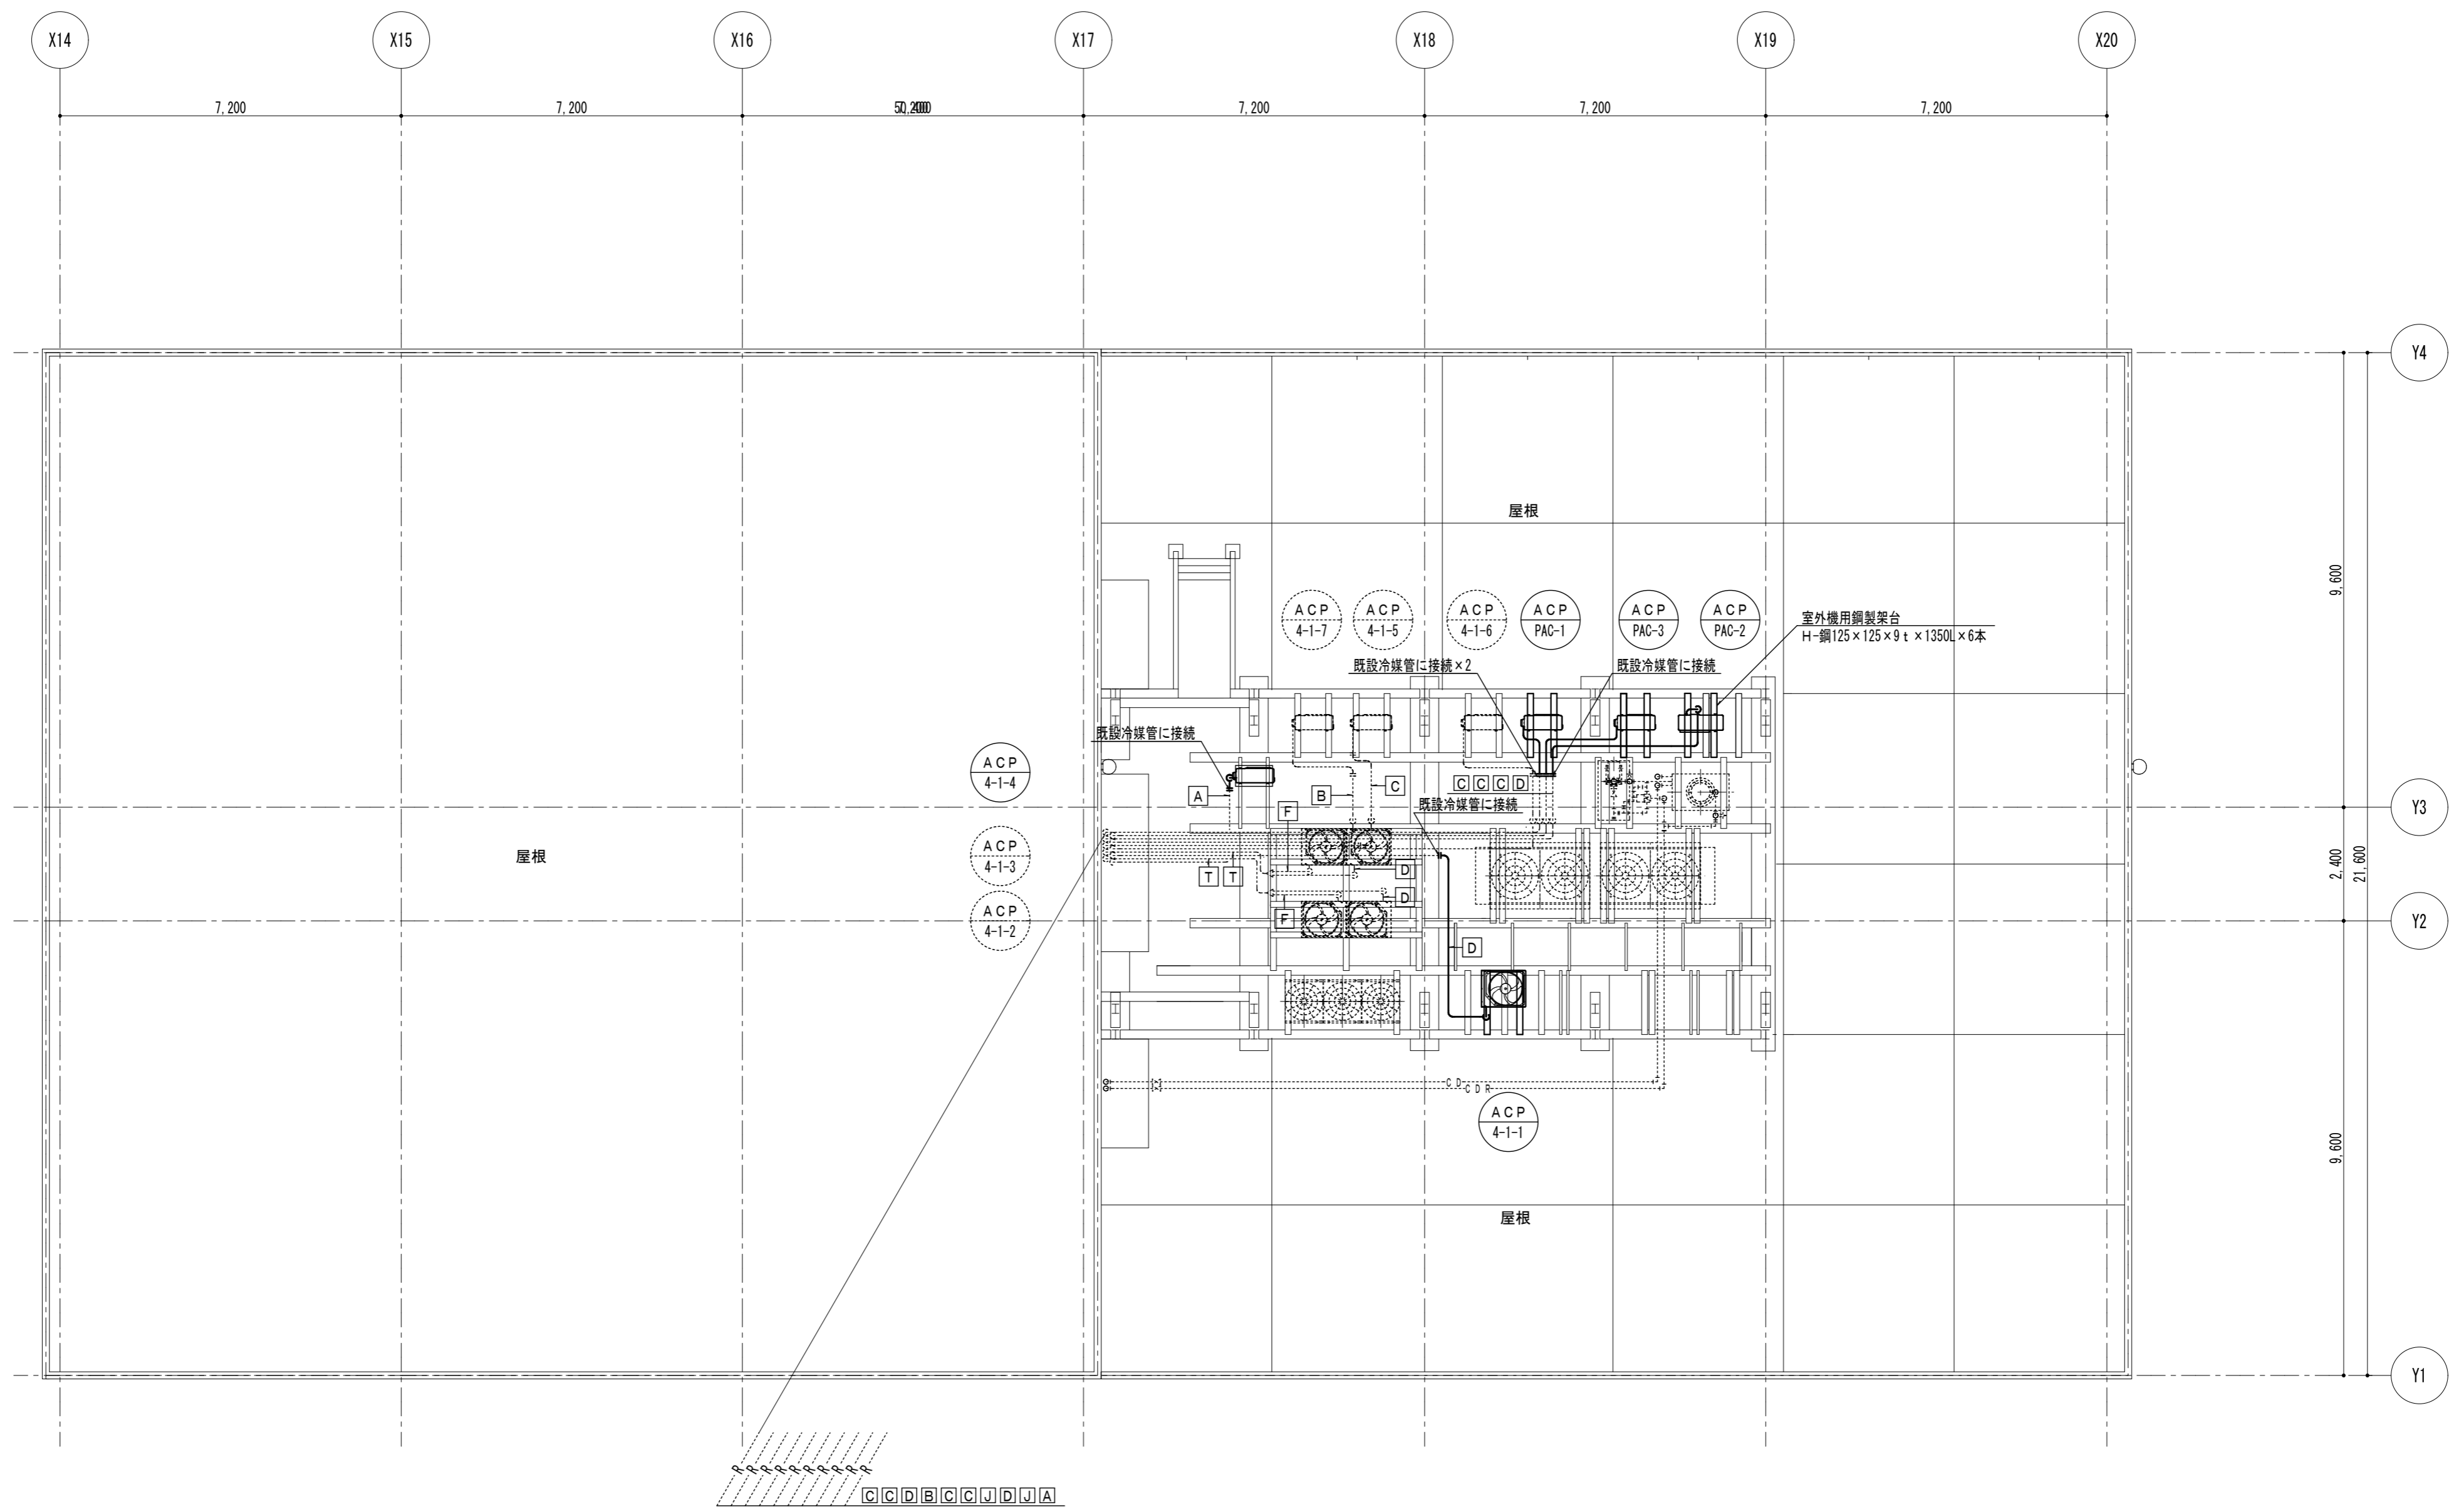 X14
X15
X16
X17
X18
X19
X20
7,200
7,200
7,200
7,200
7,200
Y4
屋根
9,600
ACP
4-1-7
ACP
4-1-5
ACP
4-1-6
ACP
PAC-1
ACP
PAC-3
ACP
PAC-2
室外機用鋼製架台
H-鋼125×125×9t×1350L×6本
既設冷媒管に接続×2
既設冷媒管に接続
既設冷媒管に接続
ACP
4-1-4
A
B
C
CCCD
既設冷媒管に接続
F
Y3
屋根
ACP
4-1-3
T
T
D
D
F
2,400
21,600
ACP
4-1-2
Y2
D
CD
CDR
ACP
4-1-1
9,600
屋根
Y1
R R R R R R R R R R
CCDBCCJDJA